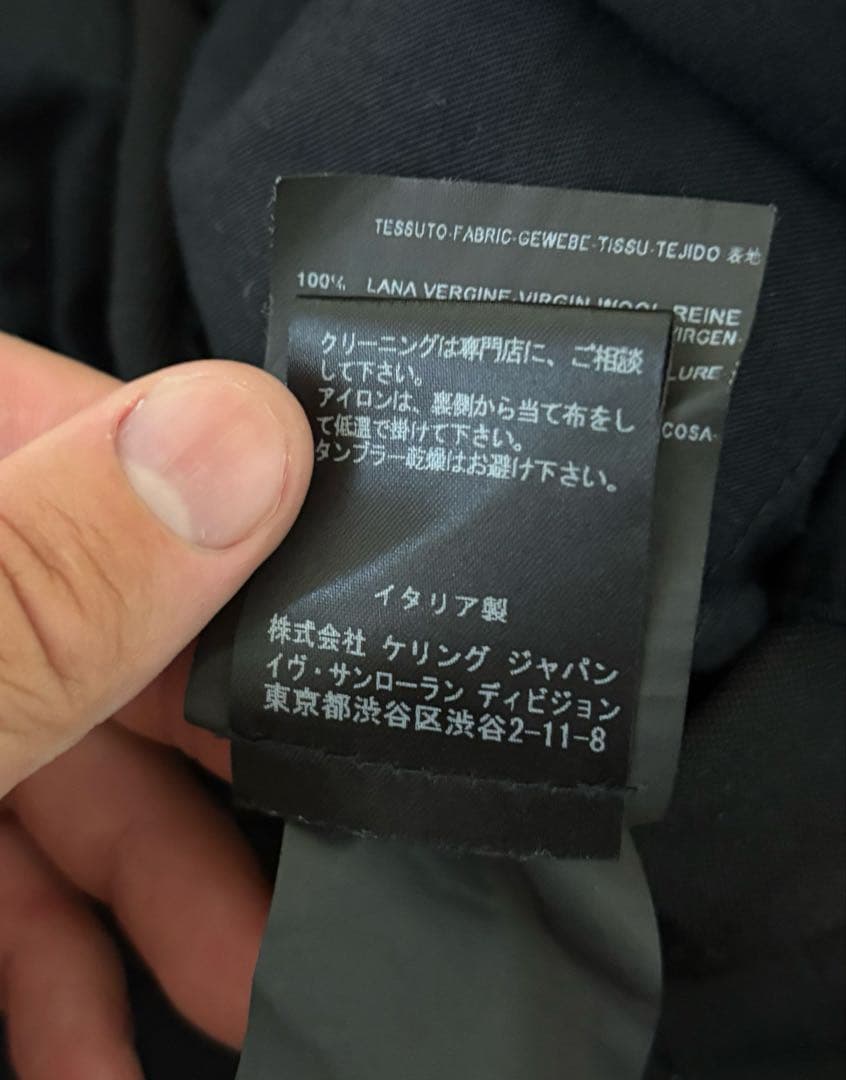 TESSUTO-FABRIC-GEWEBE-TISSU-TEJIDO 表地
100% LANA VERGINE-VIRGIN WOOL REINE
VIRGEN-
LURE
COSA-
クリーニングは専門店に、ご相談
して下さい。
アイロンは、裏側から当て布をし
て低温で掛けて下さい。
タンブラー乾燥はお避け下さい。
イタリア製
株式会社 ケリング ジャパン
イヴ・サンローラン ディビジョン
東京都渋谷区渋谷2-11-8